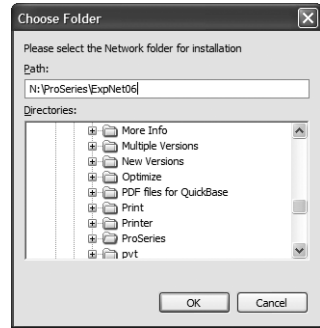 Choose Folder
Please select the Network folder for installation
Path:
N:\ProSeries\ExpNet06
Directories:
More Info
Multiple Versions
New Versions
Optimize
PDF files for QuickBase
Print
Printer
ProSeries
pvt
OK
Cancel